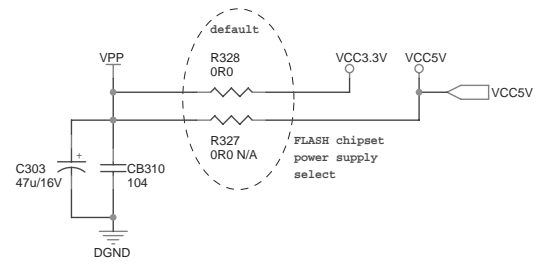 default
R328
0R0
VPP
VCC3.3V
VCC5V
VCC5V
R327
0R0 N/A
FLASH chipset
power supply
select
+
C303
47u/16V
CB310
104
DGND